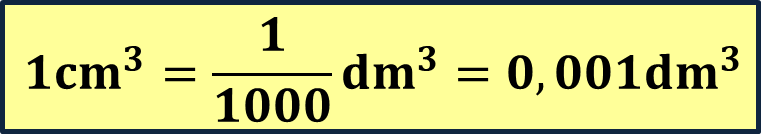 1cm³ = 1/1000 dm³ = 0,001dm³